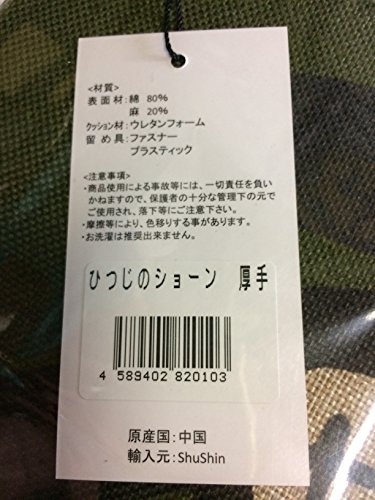 <材質>
表面材:綿 80%
麻 20%
クッション材:ウレタンフォーム
留め具:ファスナー
プラスティック
<注意事項>
・商品使用による事故等には、一切責任を負い
かねますので、保護者の十分な管理下の元で
ご使用され、落下等にご注意下さい。
・摩擦等により、色移りする事があります。
・お洗濯は推奨出来ません。
ひつじのショーン 厚手
4 589402 820103
原産国:中国
輸入元:ShuShin